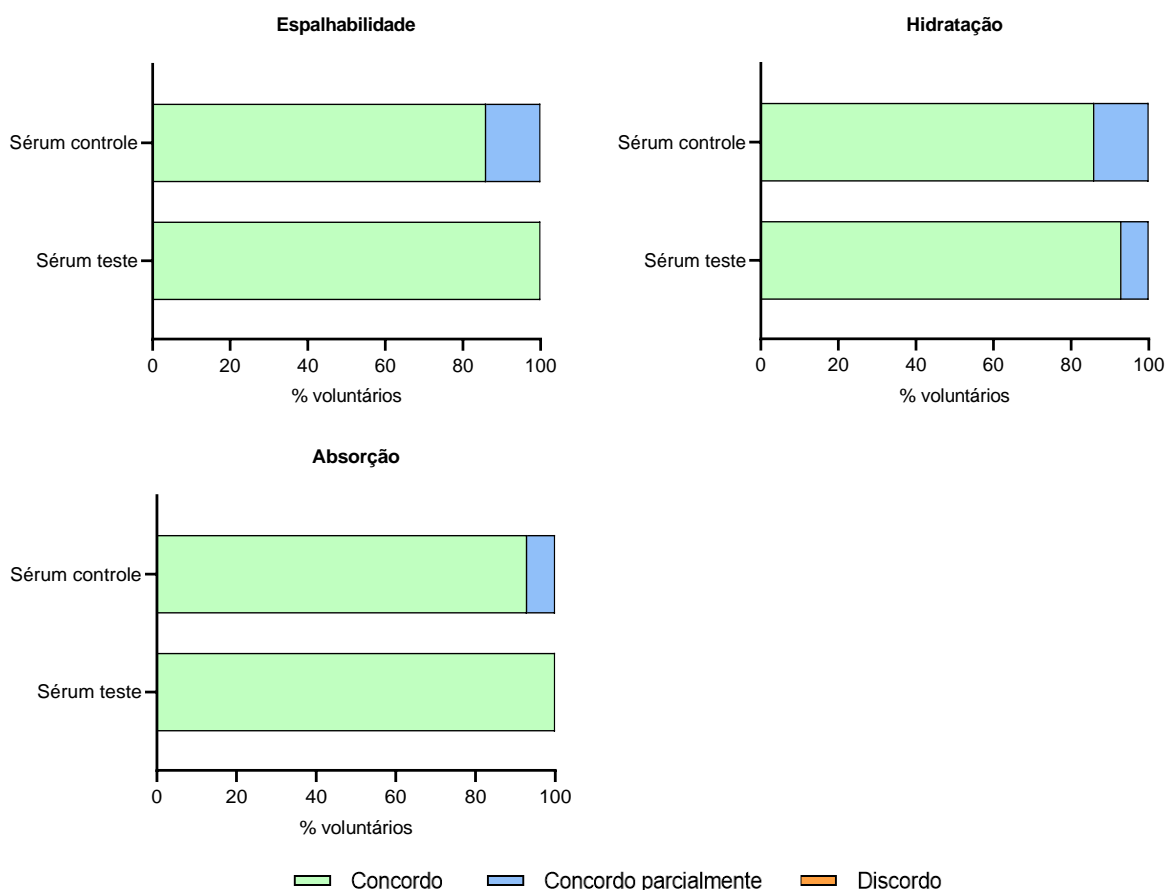 Espalhabilidade
Sérum controle
Sérum teste
0 20 40 60 80 100
% voluntários
Hidratação
Sérum controle
Sérum teste
0 20 40 60 80 100
% voluntários
Absorção
Sérum controle
Sérum teste
0 20 40 60 80 100
% voluntários
Concordo Concordo parcialmente Discordo